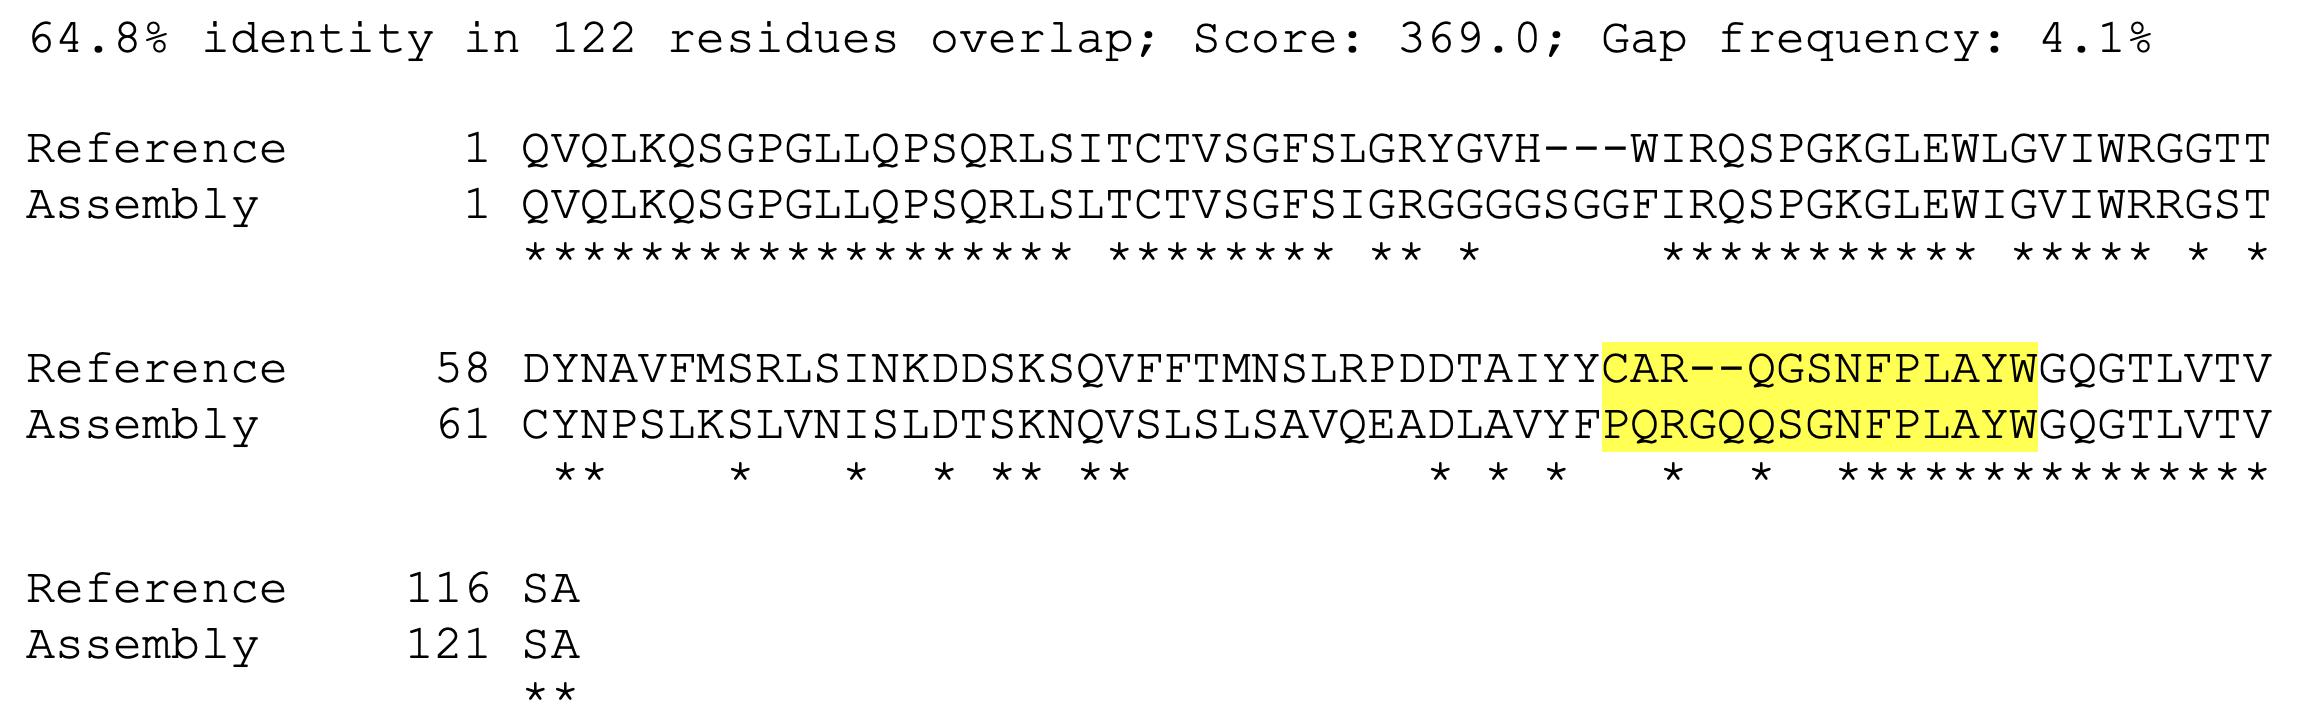 64.8% identity in 122 residues overlap; Score: 369.0; Gap frequency: 4.1%
Reference 1 QVQLKQSGPGLLQPSQRLSITCTVSGFSLGRYGVH---WIRQSPGKGLEWLGVIWRGGTT
Assembly 1 QVQLKQSGPGLLQPSQRLSLTCTVSGFSIGRGGGGSGGFIRQSPGKGLEWIGVIWRRGST
******************* ******** ** *      *********** ***** * *
Reference 58 DYNAVFMSRLSINKDDSKSQVFFTMNSLRPDDTAIYYCAR--QGSNFPLAYWGQGTLVTV
Assembly 61 CYNPSLKSLVNISLDTSKNQVSLSLSAVQEADLAVYFPQRGQQSGNFPLAYWGQGTLVTV
 **    *   *  * ** **          * * *   *  *  ***************
Reference 116 SA
Assembly 121 SA
**